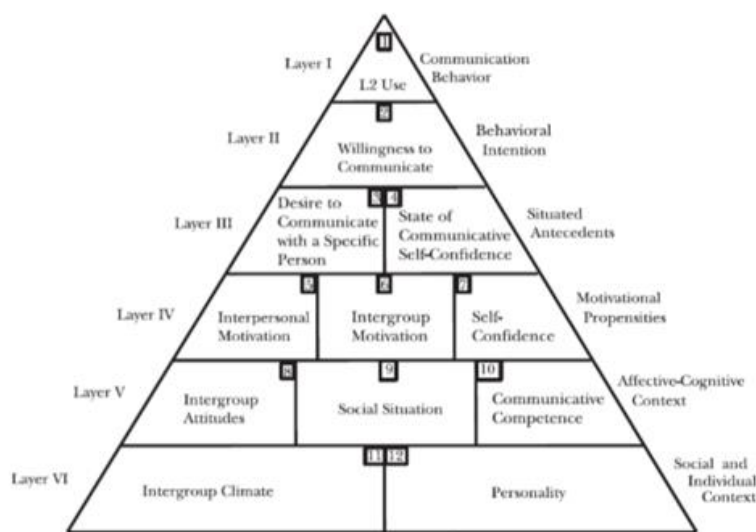 1
Layer I
L2 Use
Communication
Behavior
2
Layer II
Willingness to
Communicate
Behavioral
Intention
3 4
Layer III
Desire to
Communicate
with a Specific
Person
State of
Communicative
Self-Confidence
Situated
Antecedents
5 6 7
Layer IV
Interpersonal
Motivation
Intergroup
Motivation
Self-
Confidence
Motivational
Propensities
8 9 10
Layer V
Intergroup
Attitudes
Social Situation
Communicative
Competence
Affective-Cognitive
Context
11 12
Layer VI
Intergroup Climate
Personality
Social and
Individual
Context